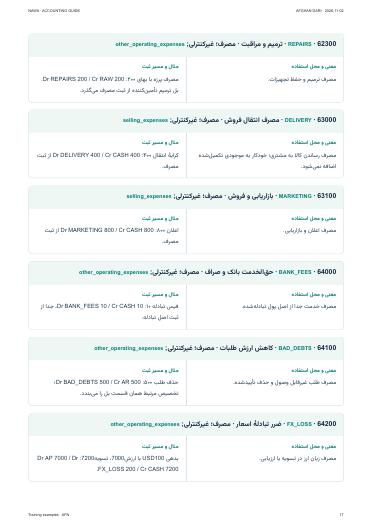 NAWA · ACCOUNTING GUIDE
AFGHAN DARI · 2026-11-02
62300 · REPAIRS · ترمیم و مراقبت · مصرف؛ غیرکنترلی؛ other_operating_expenses
معنی و محل استفاده
مصرف ترمیم و حفظ تجهیزات.
مثال و مسیر ثبت
مصرف پرزه با بهای ۲۰۰: Dr REPAIRS 200 / Cr RAW 200.
بل ترمیم تأمین‌کننده از ثبت مصرف می‌گذرد.
63000 · DELIVERY · مصرف انتقال فروش · مصرف؛ غیرکنترلی؛ selling_expenses
معنی و محل استفاده
مصرف رساندن کالا به مشتری؛ خودکار به موجودی تکمیل‌شده
اضافه نمی‌شود.
مثال و مسیر ثبت
کرایهٔ انتقال ۴۰۰: Dr DELIVERY 400 / Cr CASH 400 از ثبت
مصرف.
63100 · MARKETING · بازاریابی و فروش · مصرف؛ غیرکنترلی؛ selling_expenses
معنی و محل استفاده
مصرف اعلان و بازاریابی.
مثال و مسیر ثبت
اعلان ۸۰۰: Dr MARKETING 800 / Cr CASH 800 از ثبت
مصرف.
64000 · BANK_FEES · حق‌الخدمت بانک و صراف · مصرف؛ غیرکنترلی؛ other_operating_expenses
معنی و محل استفاده
مصرف خدمت جدا از اصل پول تبادله‌شده.
مثال و مسیر ثبت
فیس تبادله ۱۰: Dr BANK_FEES 10 / Cr CASH 10، جدا از
ثبت اصل تبادله.
64100 · BAD_DEBTS · کاهش ارزش طلبات · مصرف؛ غیرکنترلی؛ other_operating_expenses
معنی و محل استفاده
مصرف طلب غیرقابل وصول و حذف تأییدشده.
مثال و مسیر ثبت
حذف طلب ۵۰۰: Dr BAD_DEBTS 500 / Cr AR 500؛
تخصیص مرتبط همان قسمت بل را می‌بندد.
64200 · FX_LOSS · ضرر تبادلهٔ اسعار · مصرف؛ غیرکنترلی؛ other_operating_expenses
معنی و محل استفاده
مصرف زیان ارز در تسویه یا ارزیابی.
مثال و مسیر ثبت
بدهی USD100 با ارزش 7000، تسویه 7200: Dr AP 7000 / Dr
FX_LOSS 200 / Cr CASH 7200.
Training examples · AFN
17